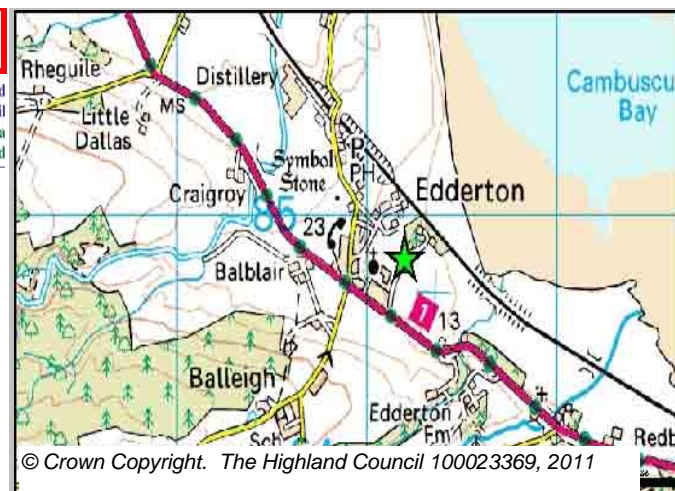 Rheguile
Distillery
Cambuscu
Bay
MS
Little
Dallas
P
PH
Symbol
Stone
Edderton
Craigroy
85
23
Balblair
1
13
Balleigh
Edderton
Fm
Sch
Redb
© Crown Copyright. The Highland Council 100023369, 2011
d
il
a
d